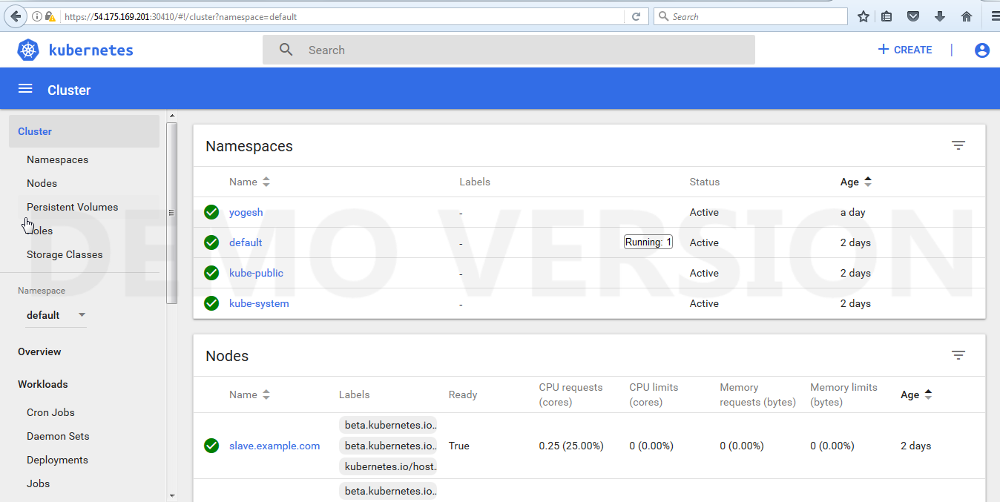 https://54.175.169.201:30410/#!/cluster?namespace=default
Search
kubernetes
Search
+ CREATE
Cluster
Cluster
Namespaces
Nodes
Persistent Volumes
Roles
Storage Classes
Namespace
default
Overview
Workloads
Cron Jobs
Daemon Sets
Deployments
Jobs
Namespaces
Name Labels Status Age
yogesh - Active a day
default - Running: 1 Active 2 days
kube-public - Active 2 days
kube-system - Active 2 days
DEMO VERSION
Nodes
Name Labels Ready CPU requests (cores) CPU limits (cores) Memory requests (bytes) Memory limits (bytes) Age
beta.kubernetes.io..
slave.example.com beta.kubernetes.io.. True 0.25 (25.00%) 0 (0.00%) 0 (0.00%) 0 (0.00%) 2 days
kubernetes.io/host.
beta.kubernetes.io..